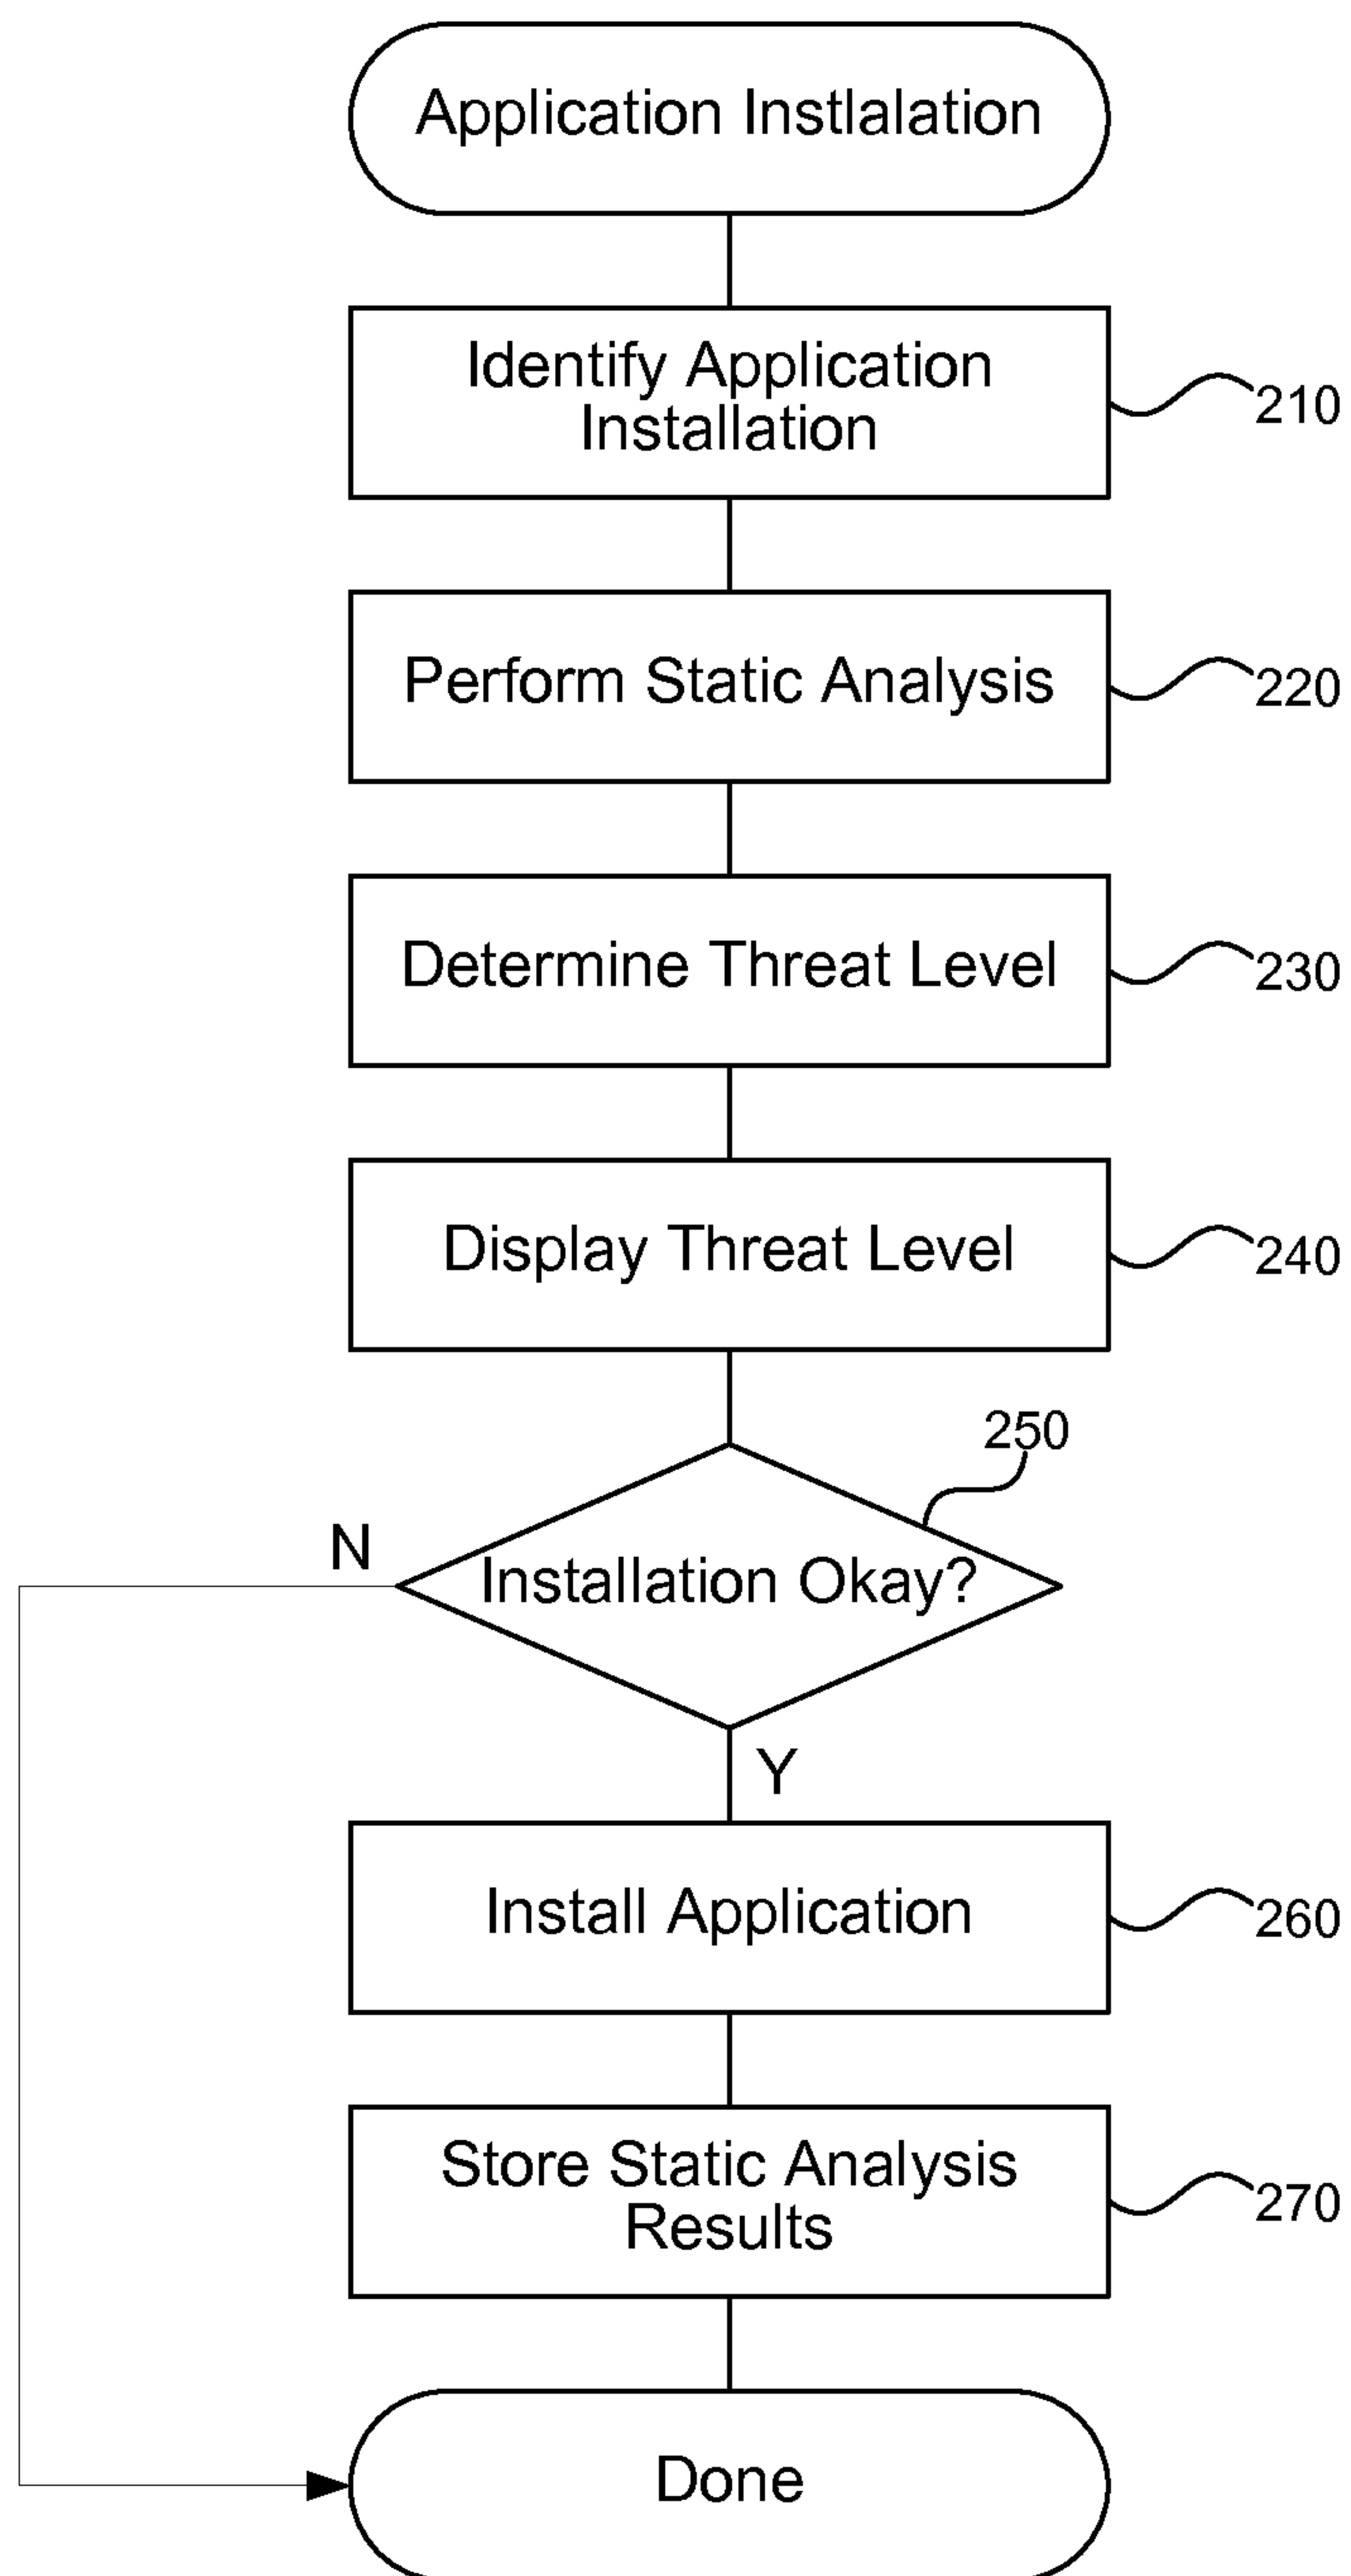 Application Instlalation
Identify Application
Installation
210
Perform Static Analysis
220
Determine Threat Level
230
Display Threat Level
240
250
N
Installation Okay?
Y
Install Application
260
Store Static Analysis
Results
270
Done